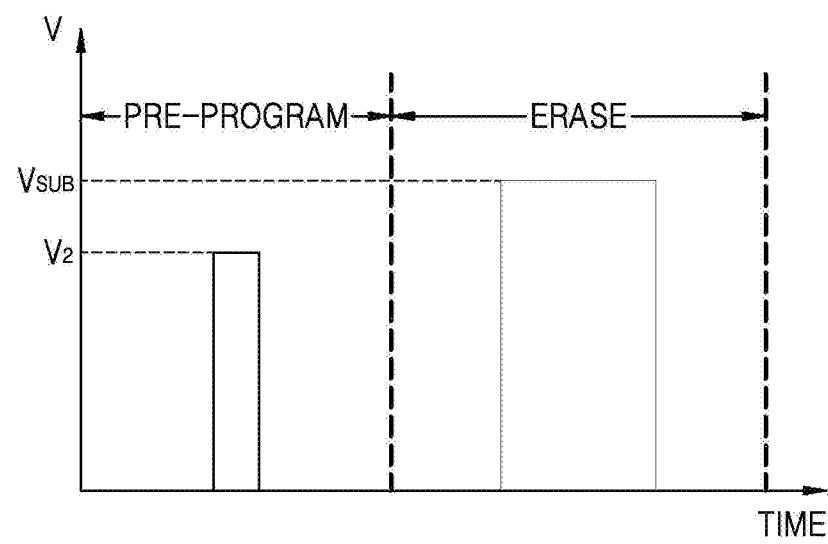 V
PRE-PROGRAM
ERASE
VSUB
V2
TIME